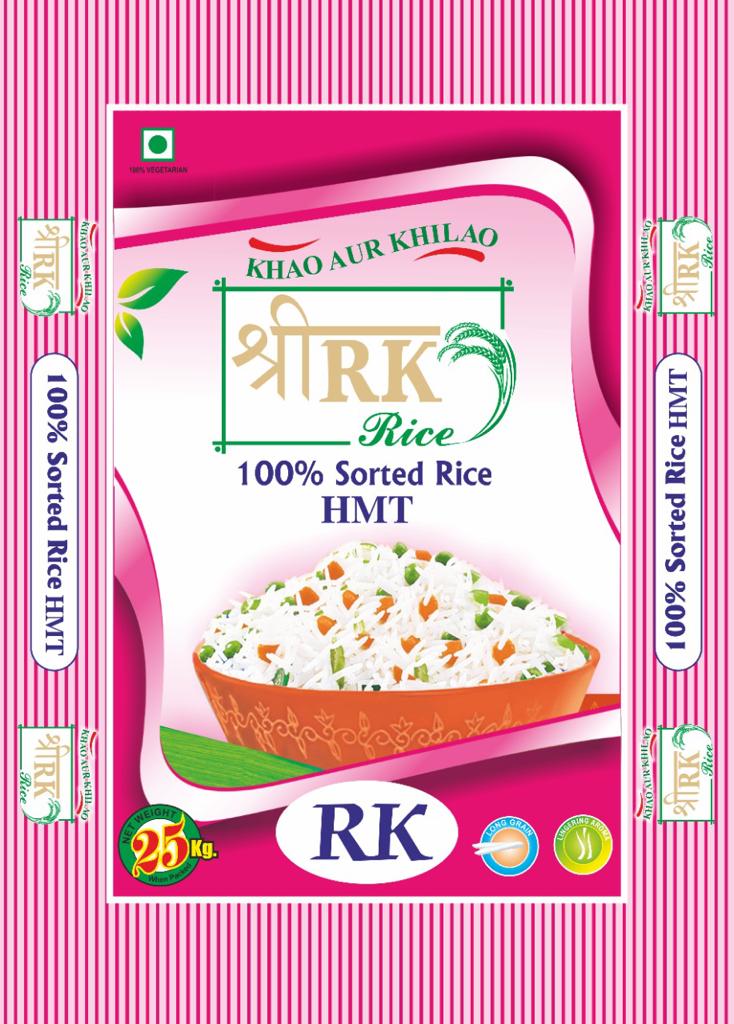 100% VEGETARIAN
KHAO AUR KHILAO
श्री RK
Rice
100% Sorted Rice
HMT
NET WEIGHT
25 Kg.
When Packed
RK
LONG GRAIN
LINGERING AROMA
KHAO AUR KHILAO
श्री RK
Rice
100% Sorted Rice HMT
KHAO AUR KHILAO
श्री RK
Rice
KHAO AUR KHILAO
श्री RK
Rice
100% Sorted Rice HMT
KHAO AUR KHILAO
श्री RK
Rice